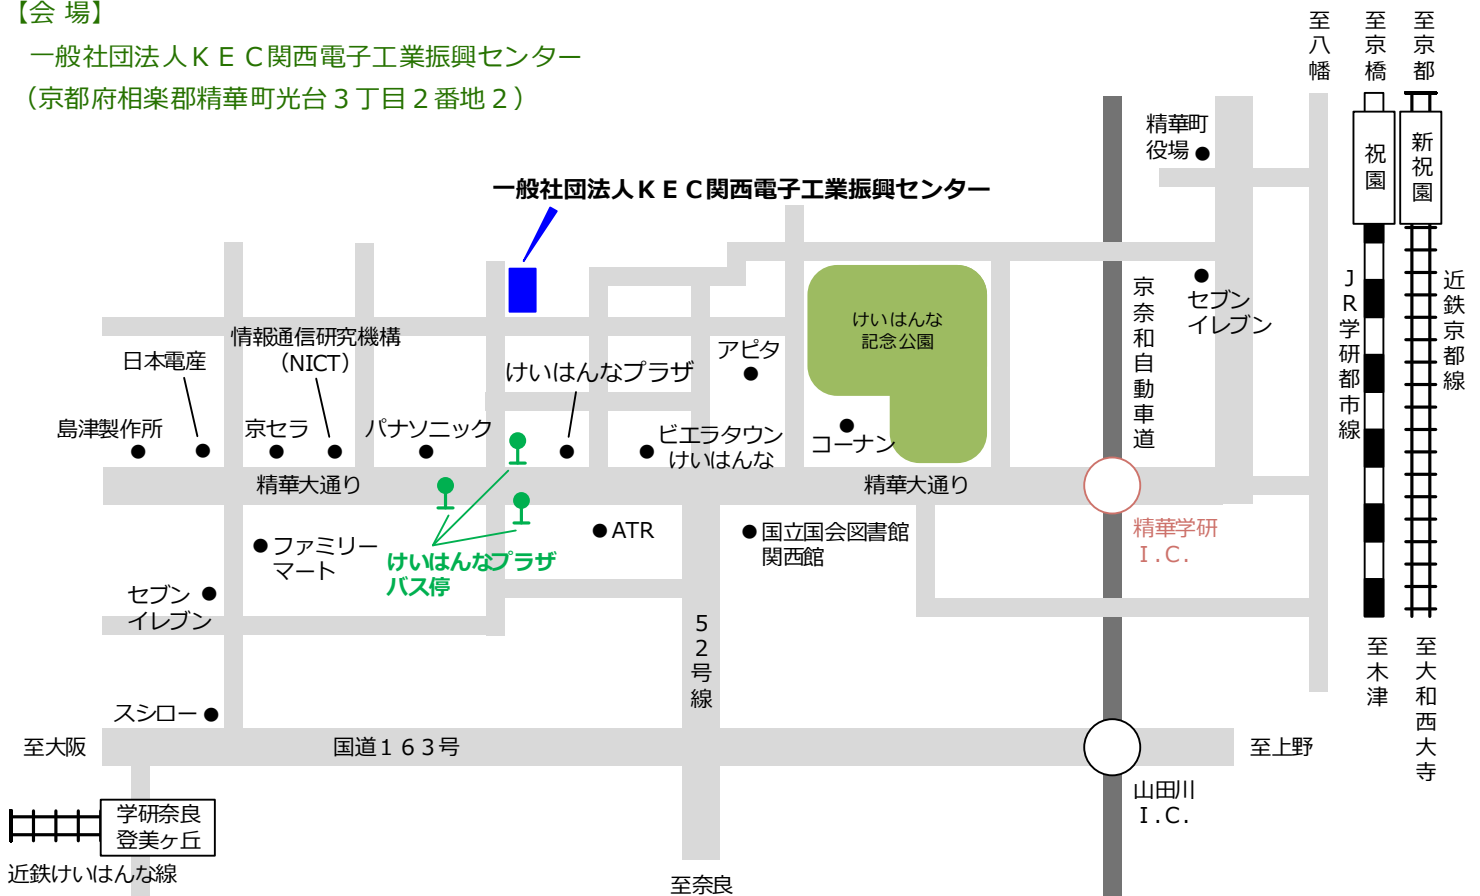 【会 場】
一般社団法人ＫＥＣ関西電子工業振興センター
（京都府相楽郡精華町光台３丁目２番地２）
至八幡
至京橋
至京都
精華町
役場
祝園
新祝園
一般社団法人ＫＥＣ関西電子工業振興センター
京奈和自動車道
セブン
イレブン
ＪＲ学研都市線
近鉄京都線
けいはんな
記念公園
情報通信研究機構
（NICT）
日本電産
アピタ
けいはんなプラザ
島津製作所
京セラ
パナソニック
ビエラタウン
けいはんな
コーナン
精華大通り
精華大通り
ATR
国立国会図書館
関西館
精華学研
Ｉ.Ｃ.
ファミリー
マート
けいはんなプラザ
バス停
セブン
イレブン
５２号線
至木津
至大和西大寺
スシロー
至大阪
国道１６３号
至上野
山田川
Ｉ.Ｃ.
学研奈良
登美ヶ丘
近鉄けいはんな線
至奈良